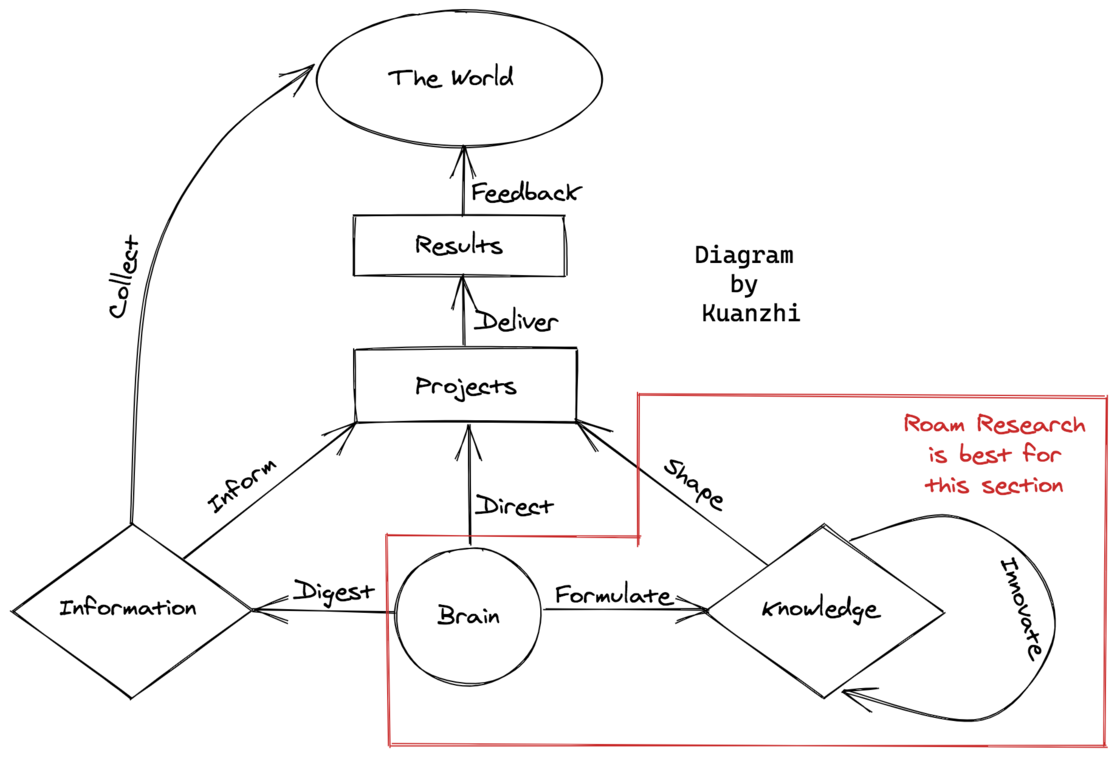 The World
Feedback
Results
Collect
Diagram
by
Kuanzhi
Deliver
Projects
Roam Research
is best for
this section
Inform
Shape
Direct
Information
Digest
Brain
Formulate
Knowledge
Innovate